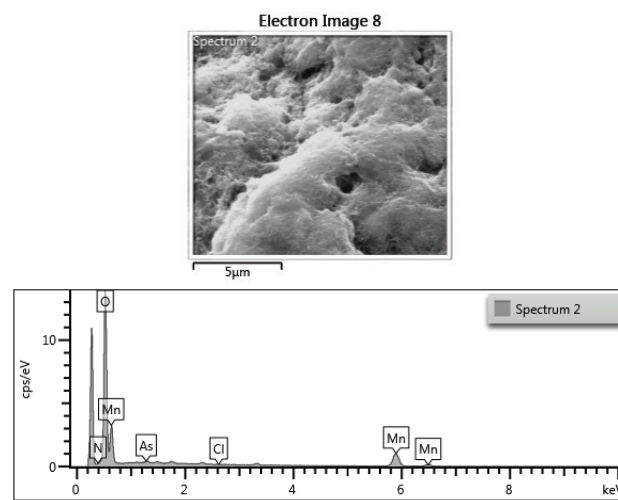 Electron Image 8
Spectrum 2
5μm
Spectrum 2
cps/eV
10
0
O
Mn
N
As
Cl
Mn
Mn
0
2
4
6
8
keV